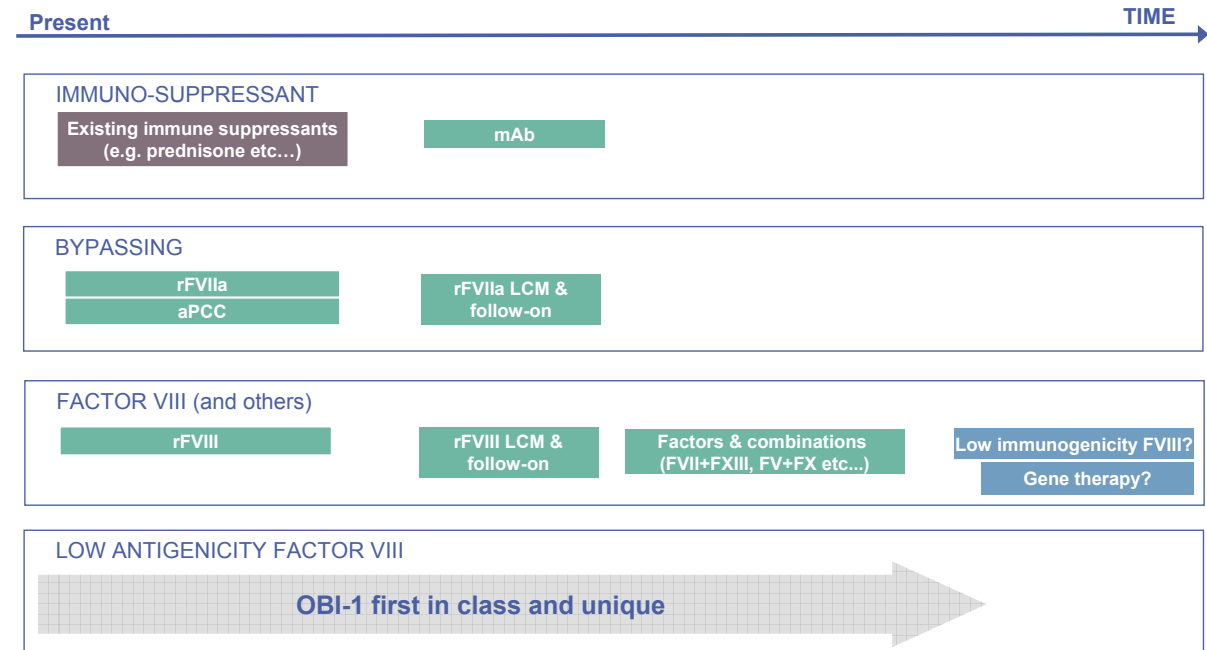 Present
TIME
IMMUNO-SUPPRESSANT
Existing immune suppressants
(e.g. prednisone etc...)
mAb
BYPASSING
rFVIIa
aPCC
rFVIIa LCM &
follow-on
FACTOR VIII (and others)
rFVIII
rFVIII LCM &
follow-on
Factors & combinations
(FVII+FXIII, FV+FX etc...)
Low immunogenicity FVIII?
Gene therapy?
LOW ANTIGENICITY FACTOR VIII
OBI-1 first in class and unique